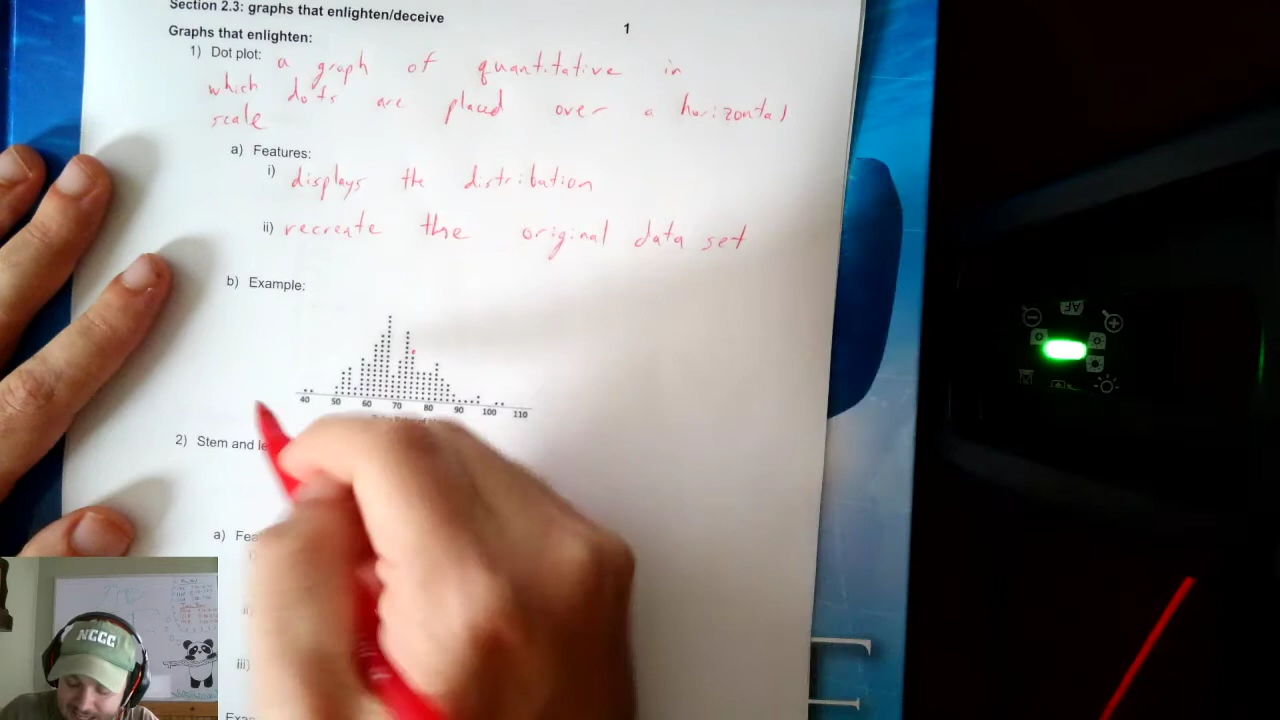 Section 2.3: graphs that enlighten/deceive
1
Graphs that enlighten:
1) Dot plot: a graph of quantitative in
which dots are placed over a horizontal
scale
a) Features:
i) displays the distribution
ii) recreate the original data set
b) Example:
40 50 60 70 80 90 100 110
2) Stem and le
a) Fea
ii)
iii)
Exa
NCCC
AF